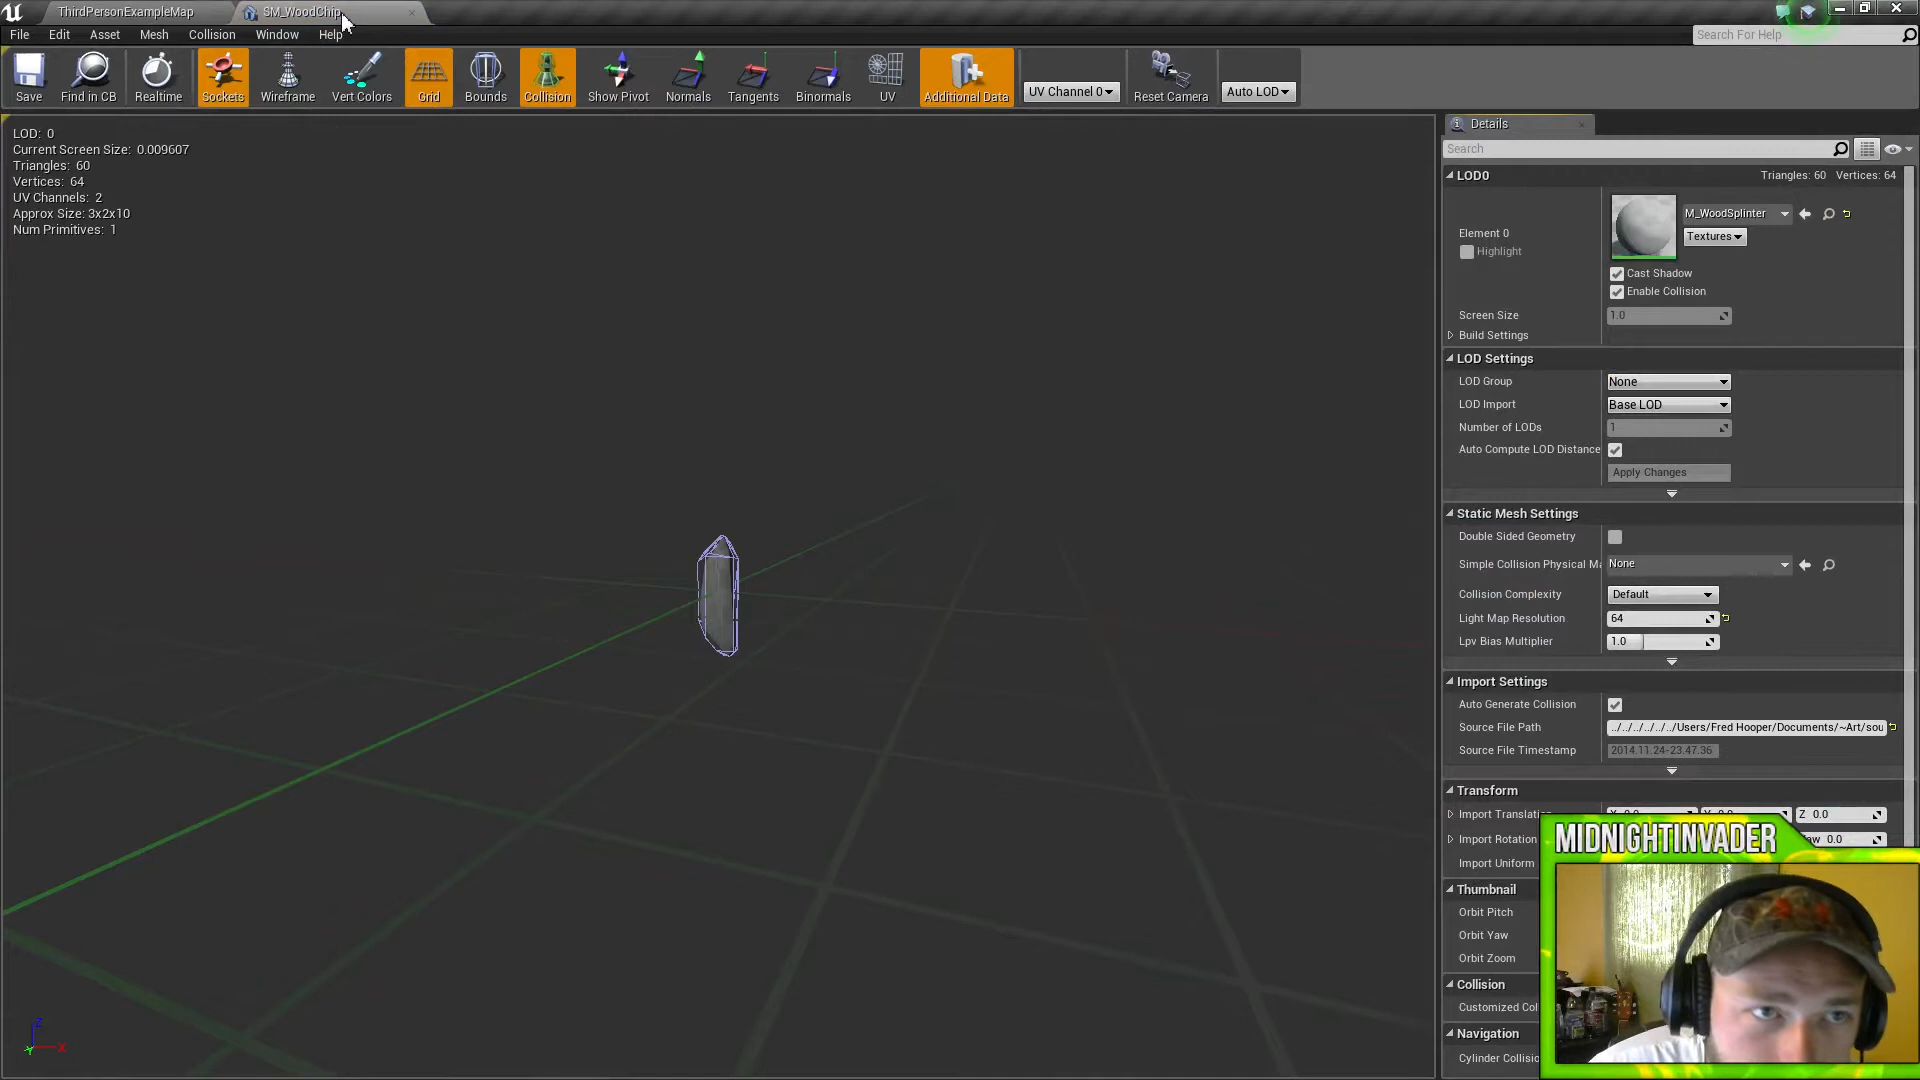 ThirdPersonExampleMap
SM_WoodChip
File Edit Asset Mesh Collision Window Help
Search For Help
Save Find in CB Realtime Sockets Wireframe Vert Colors Grid Bounds Collision Show Pivot Normals Tangents Binormals UV Additional Data UV Channel 0 Reset Camera Auto LOD
LOD: 0
Current Screen Size: 0.009607
Triangles: 60
Vertices: 64
UV Channels: 2
Approx Size: 3x2x10
Num Primitives: 1
Details
Search
LOD0 Triangles: 60 Vertices: 64
M_WoodSplinter
Element 0 Textures
Highlight
Cast Shadow
Enable Collision
Screen Size 1.0
Build Settings
LOD Settings
LOD Group None
LOD Import Base LOD
Number of LODs 1
Auto Compute LOD Distance
Apply Changes
Static Mesh Settings
Double Sided Geometry
Simple Collision Physical Ma None
Collision Complexity Default
Light Map Resolution 64
Lpv Bias Multiplier 1.0
Import Settings
Auto Generate Collision
Source File Path ../../../../../../Users/Fred Hooper/Documents/~Art/sou
Source File Timestamp 2014.11.24-23.47.36
Transform
Import Translation X 0.0 Y 0.0 Z 0.0
Import Rotation aw 0.0
Import Uniform
MIDNIGHTINVADER
Thumbnail
Orbit Pitch
Orbit Yaw
Orbit Zoom
Collision
Customized Col
Navigation
Cylinder Collisio
Z
Y X